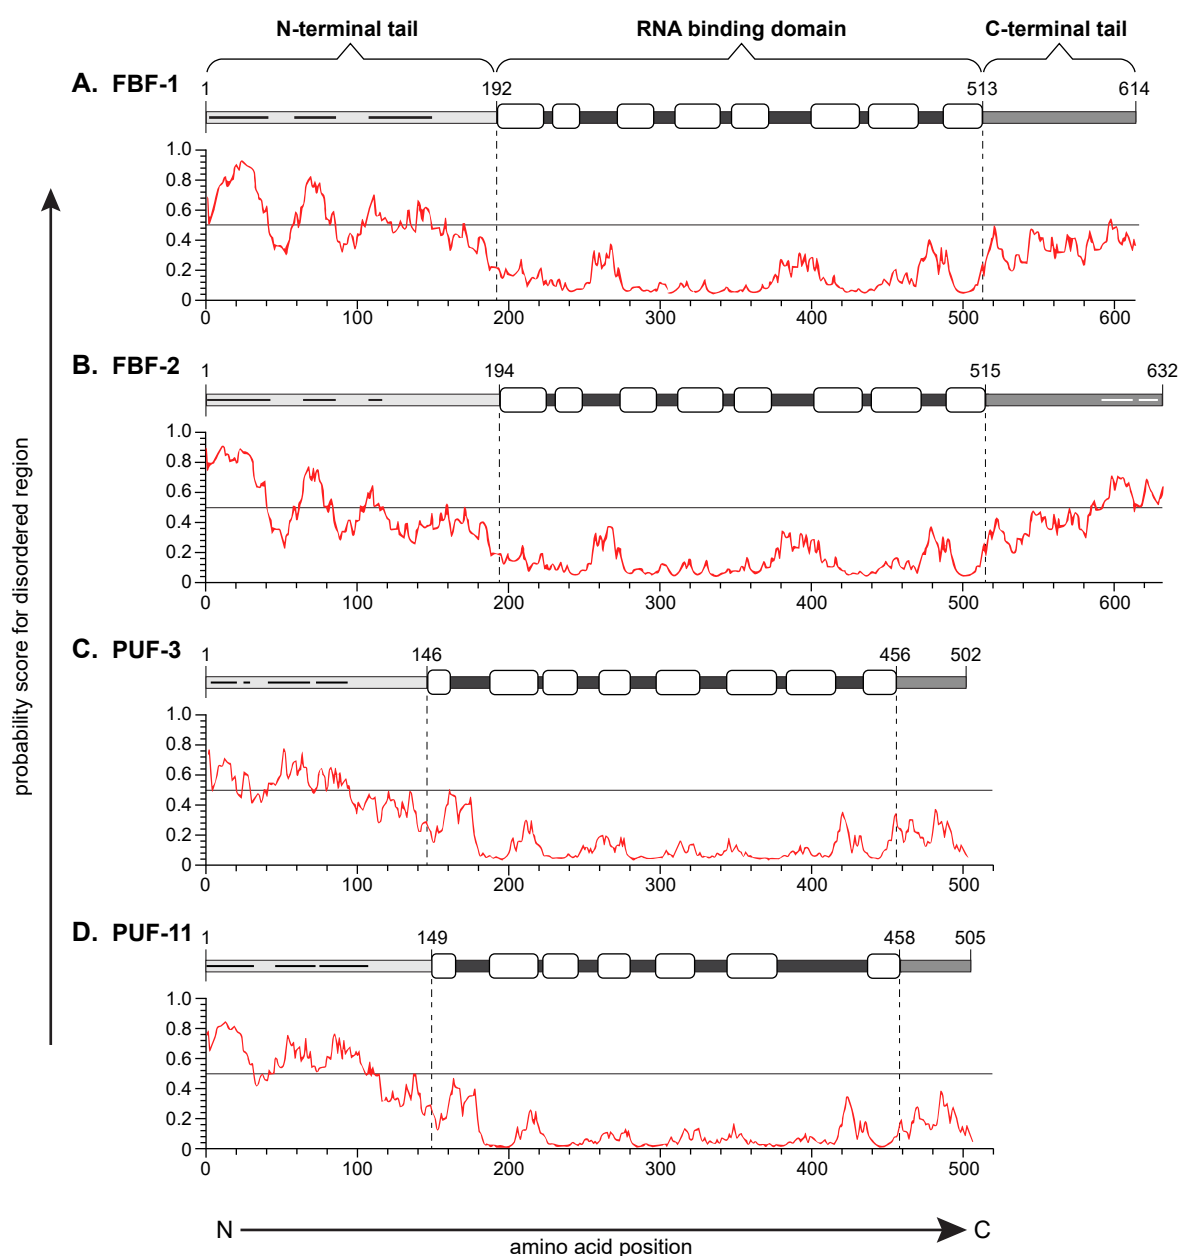 N-terminal tail RNA binding domain C-terminal tail
A. FBF-1 1 192 513 614
1.0
0.8
0.6
0.4
0.2
0
0 100 200 300 400 500 600
B. FBF-2 1 194 515 632
1.0
0.8
0.6
0.4
0.2
0
0 100 200 300 400 500 600
C. PUF-3 1 146 456 502
1.0
0.8
0.6
0.4
0.2
0
0 100 200 300 400 500
D. PUF-11 1 149 458 505
1.0
0.8
0.6
0.4
0.2
0
0 100 200 300 400 500
probability score for disordered region
N C
amino acid position